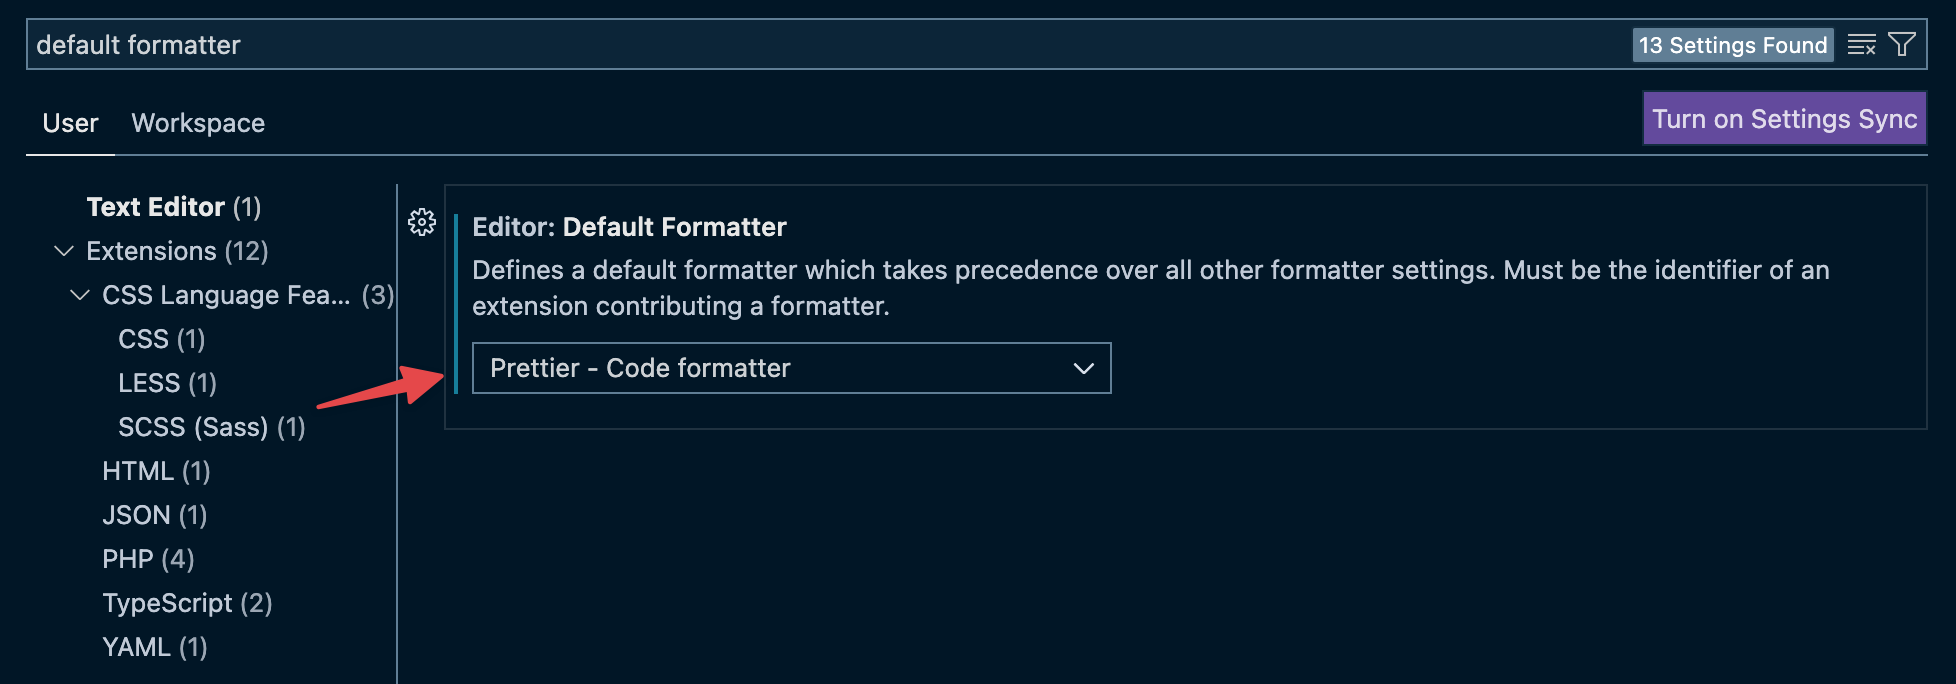 default formatter
13 Settings Found
User
Workspace
Turn on Settings Sync
Text Editor (1)
Extensions (12)
CSS Language Fea... (3)
CSS (1)
LESS (1)
SCSS (Sass) (1)
HTML (1)
JSON (1)
PHP (4)
TypeScript (2)
YAML (1)
Editor: Default Formatter
Defines a default formatter which takes precedence over all other formatter settings. Must be the identifier of an
extension contributing a formatter.
Prettier - Code formatter